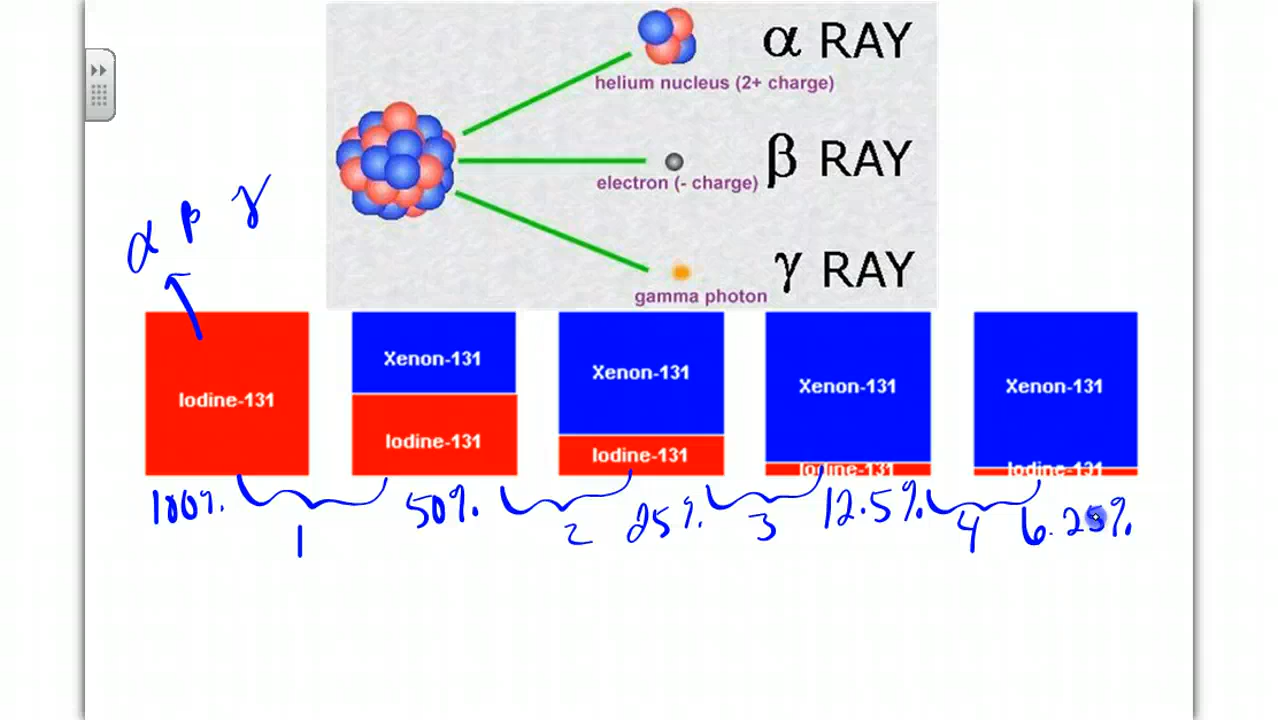 α RAY
helium nucleus (2+ charge)
β RAY
electron (- charge)
γ RAY
gamma photon
α β γ
Iodine-131
Xenon-131
Iodine-131
Xenon-131
Iodine-131
Xenon-131
Iodine-131
Xenon-131
Iodine-131
100% 50% 25% 12.5% 6.25%
1 2 3 4